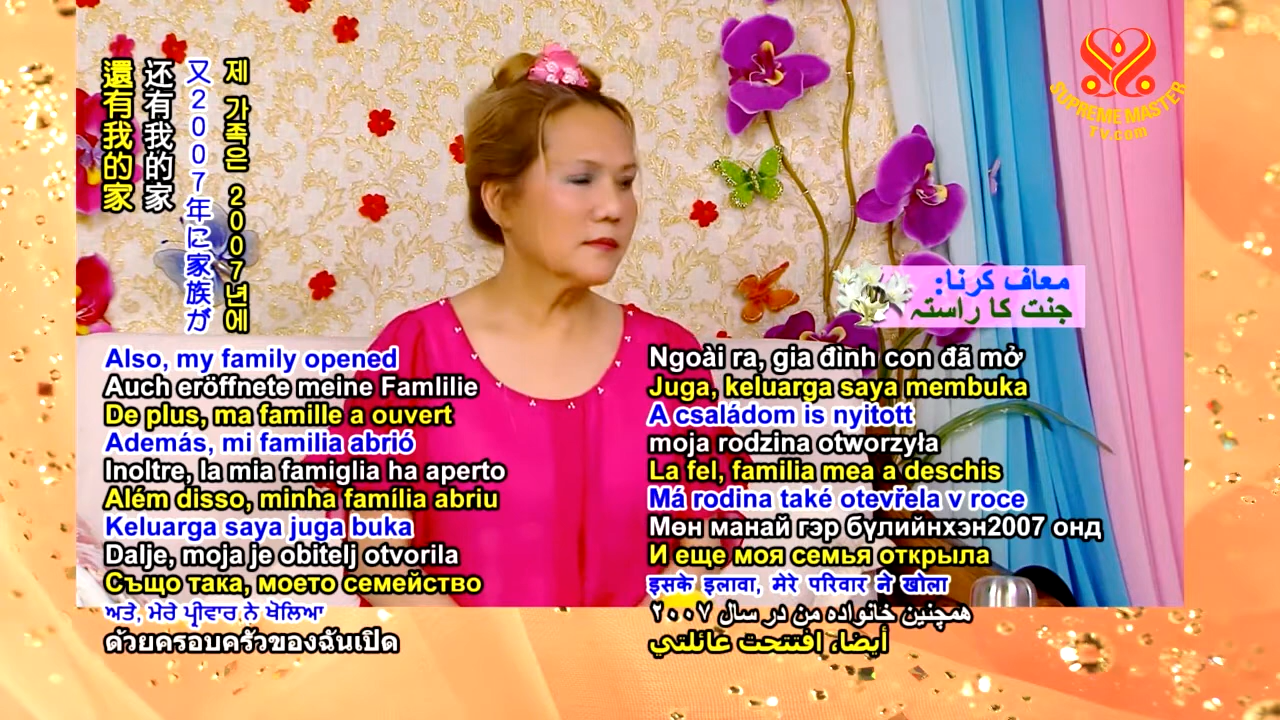 還有我的家
还有我的家
又2007年に家族が
제 가족은 2007년에
SUPREME MASTER
TV.com
معاف کرنا:
جنت کا راستہ
Also, my family opened
Auch eröffnete meine Famlilie
De plus, ma famille a ouvert
Además, mi familia abrió
Inoltre, la mia famiglia ha aperto
Além disso, minha família abriu
Keluarga saya juga buka
Dalje, moja je obitelj otvorila
Също така, моето семейство
ਅਤੇ, ਮੇਰੇ ਪ੍ਰੀਵਾਰ ਨੇ ਖੋਲਿਆ
ด้วยครอบครัวของฉันเปิด
Ngoài ra, gia đình con đã mở
Juga, keluarga saya membuka
A családom is nyitott
moja rodzina otworzyła
La fel, familia mea a deschis
Má rodina také otevřela v roce
Мөн манай гэр бүлийнхэн2007 онд
И еще моя семья открыла
इसके इलावा, मेरे परिवार ने खोला
همچنین خانواده من در سال ۲۰۰۷
أيضا، افتتحت عائلتي